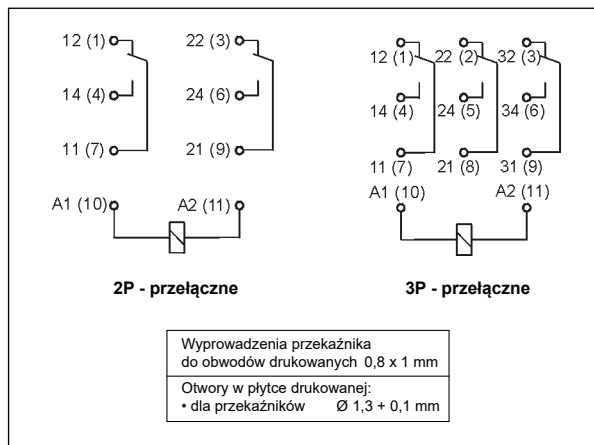 12 (1) 22 (3)
14 (4) 24 (6)
11 (7) 21 (9)
A1 (10) A2 (11)
2P - przełączne
12 (1) 22 (2) 32 (3)
14 (4) 24 (5) 34 (6)
11 (7) 21 (8) 31 (9)
A1 (10) A2 (11)
3P - przełączne
Wyprowadzenia przekaźnika
do obwodów drukowanych 0,8 x 1 mm
Otwory w płytce drukowanej:
• dla przekaźników Ø 1,3 + 0,1 mm